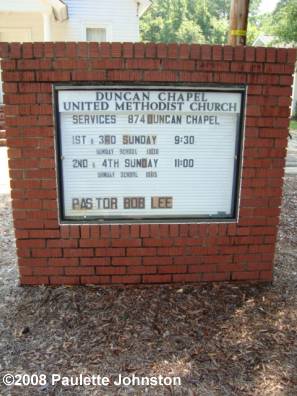 DUNCAN CHAPEL
UNITED METHODIST CHURCH
SERVICES 874 DUNCAN CHAPEL
1ST & 3RD SUNDAY 9:30
SUNDAY SCHOOL 1030
2ND & 4TH SUNDAY 11:00
SUNDAY SCHOOL
PASTOR BOB LEE
©2008 Paulette Johnston